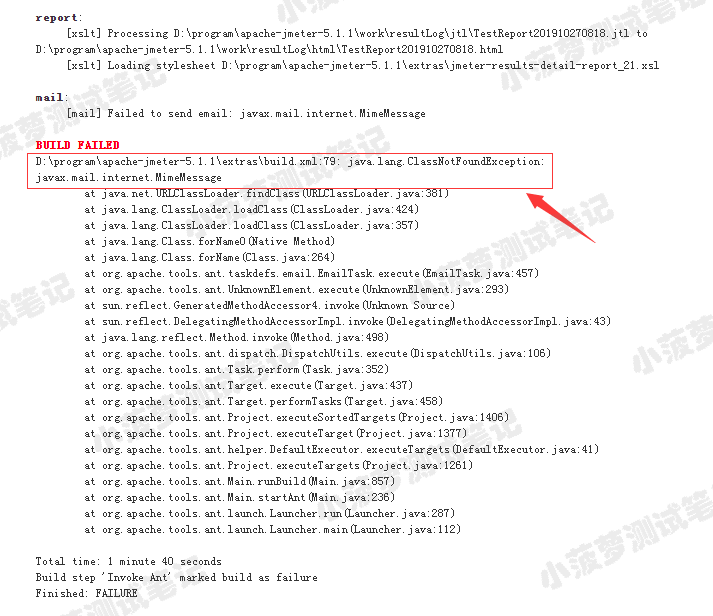 report:
[xslt] Processing D:\program\apache-jmeter-5.1.1\work\resultLog\jtl\TestReport201910270818.jtl to
D:\program\apache-jmeter-5.1.1\work\resultLog\html\TestReport201910270818.html
[xslt] Loading stylesheet D:\program\apache-jmeter-5.1.1\extras\jmeter-results-detail-report_21.xsl
mail:
[mail] Failed to send email: javax.mail.internet.MimeMessage
BUILD FAILED
D:\program\apache-jmeter-5.1.1\extras\build.xml:79: java.lang.ClassNotFoundException:
javax.mail.internet.MimeMessage
at java.net.URLClassLoader.findClass(URLClassLoader.java:381)
at java.lang.ClassLoader.loadClass(ClassLoader.java:424)
at java.lang.ClassLoader.loadClass(ClassLoader.java:357)
at java.lang.Class.forName0(Native Method)
at java.lang.Class.forName(Class.java:264)
at org.apache.tools.ant.taskdefs.email.EmailTask.execute(EmailTask.java:457)
at org.apache.tools.ant.UnknownElement.execute(UnknownElement.java:293)
at sun.reflect.GeneratedMethodAccessor4.invoke(Unknown Source)
at sun.reflect.DelegatingMethodAccessorImpl.invoke(DelegatingMethodAccessorImpl.java:43)
at java.lang.reflect.Method.invoke(Method.java:498)
at org.apache.tools.ant.dispatch.DispatchUtils.execute(DispatchUtils.java:106)
at org.apache.tools.ant.Task.perform(Task.java:352)
at org.apache.tools.ant.Target.execute(Target.java:437)
at org.apache.tools.ant.Target.performTasks(Target.java:458)
at org.apache.tools.ant.Project.executeSortedTargets(Project.java:1406)
at org.apache.tools.ant.Project.executeTarget(Project.java:1377)
at org.apache.tools.ant.helper.DefaultExecutor.executeTargets(DefaultExecutor.java:41)
at org.apache.tools.ant.Project.executeTargets(Project.java:1261)
at org.apache.tools.ant.Main.runBuild(Main.java:857)
at org.apache.tools.ant.Main.startAnt(Main.java:236)
at org.apache.tools.ant.launch.Launcher.run(Launcher.java:287)
at org.apache.tools.ant.launch.Launcher.main(Launcher.java:112)
Total time: 1 minute 40 seconds
Build step 'Invoke Ant' marked build as failure
Finished: FAILURE
小菠萝测试笔记